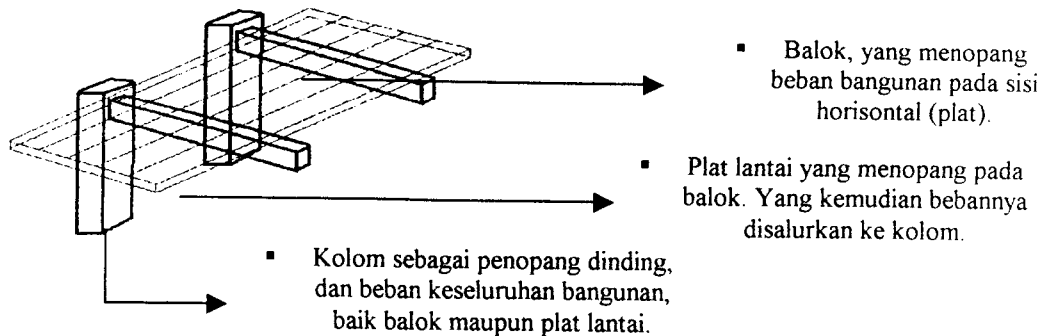 ▪ Balok, yang menopang
beban bangunan pada sisi
horisontal (plat).
▪ Plat lantai yang menopang pada
balok. Yang kemudian bebannya
disalurkan ke kolom.
▪ Kolom sebagai penopang dinding,
dan beban keseluruhan bangunan,
baik balok maupun plat lantai.